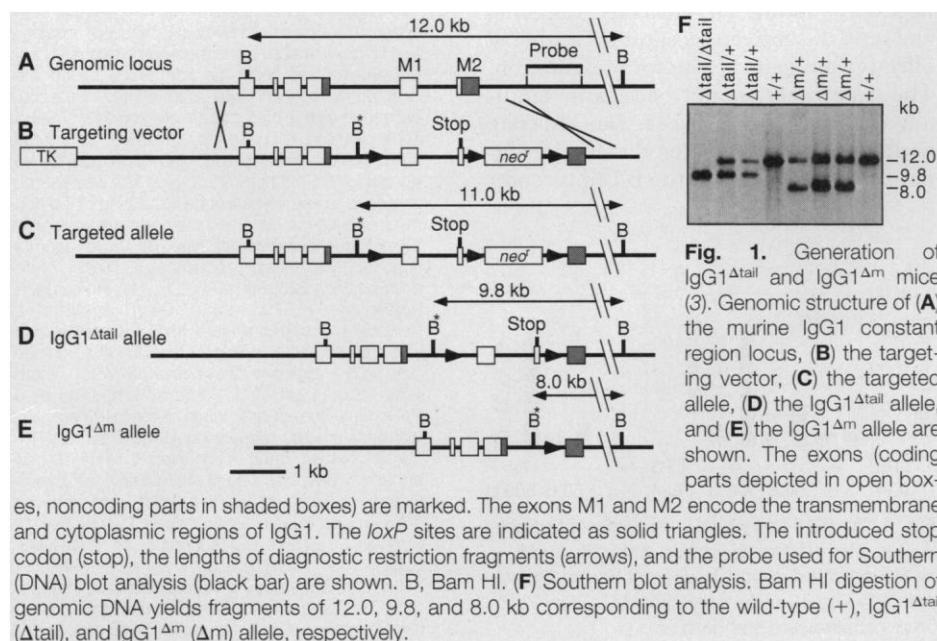 12.0 kb
A Genomic locus
B
M1
M2
Probe
B
B Targeting vector
TK
B
B*
Stop
neoʳ
11.0 kb
C Targeted allele
B
B*
Stop
neoʳ
B
9.8 kb
D IgG1Δtail allele
B
B*
Stop
B
8.0 kb
E IgG1Δm allele
B
B*
B
1 kb
F
Δtail/Δtail
Δtail/+
Δtail/+
+/+
Δm/+
Δm/+
Δm/+
+/+
kb
12.0
9.8
8.0
Fig. 1. Generation of
IgG1Δtail and IgG1Δm mice
(3). Genomic structure of (A)
the murine IgG1 constant
region locus, (B) the target-
ing vector, (C) the targeted
allele, (D) the IgG1Δtail allele,
and (E) the IgG1Δm allele are
shown. The exons (coding
parts depicted in open box-
es, noncoding parts in shaded boxes) are marked. The exons M1 and M2 encode the transmembrane
and cytoplasmic regions of IgG1. The loxP sites are indicated as solid triangles. The introduced stop
codon (stop), the lengths of diagnostic restriction fragments (arrows), and the probe used for Southern
(DNA) blot analysis (black bar) are shown. B, Bam HI. (F) Southern blot analysis. Bam HI digestion of
genomic DNA yields fragments of 12.0, 9.8, and 8.0 kb corresponding to the wild-type (+), IgG1Δtail
(Δtail), and IgG1Δm (Δm) allele, respectively.